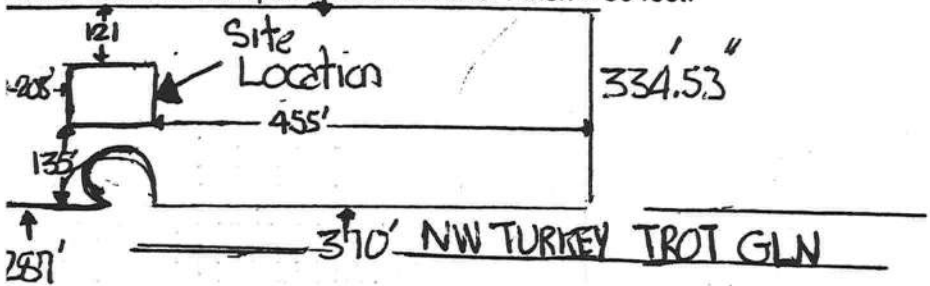 121
Site
Location
208'
334'.53"
455'
135'
370' NW TURKEY TROT GLN
287'